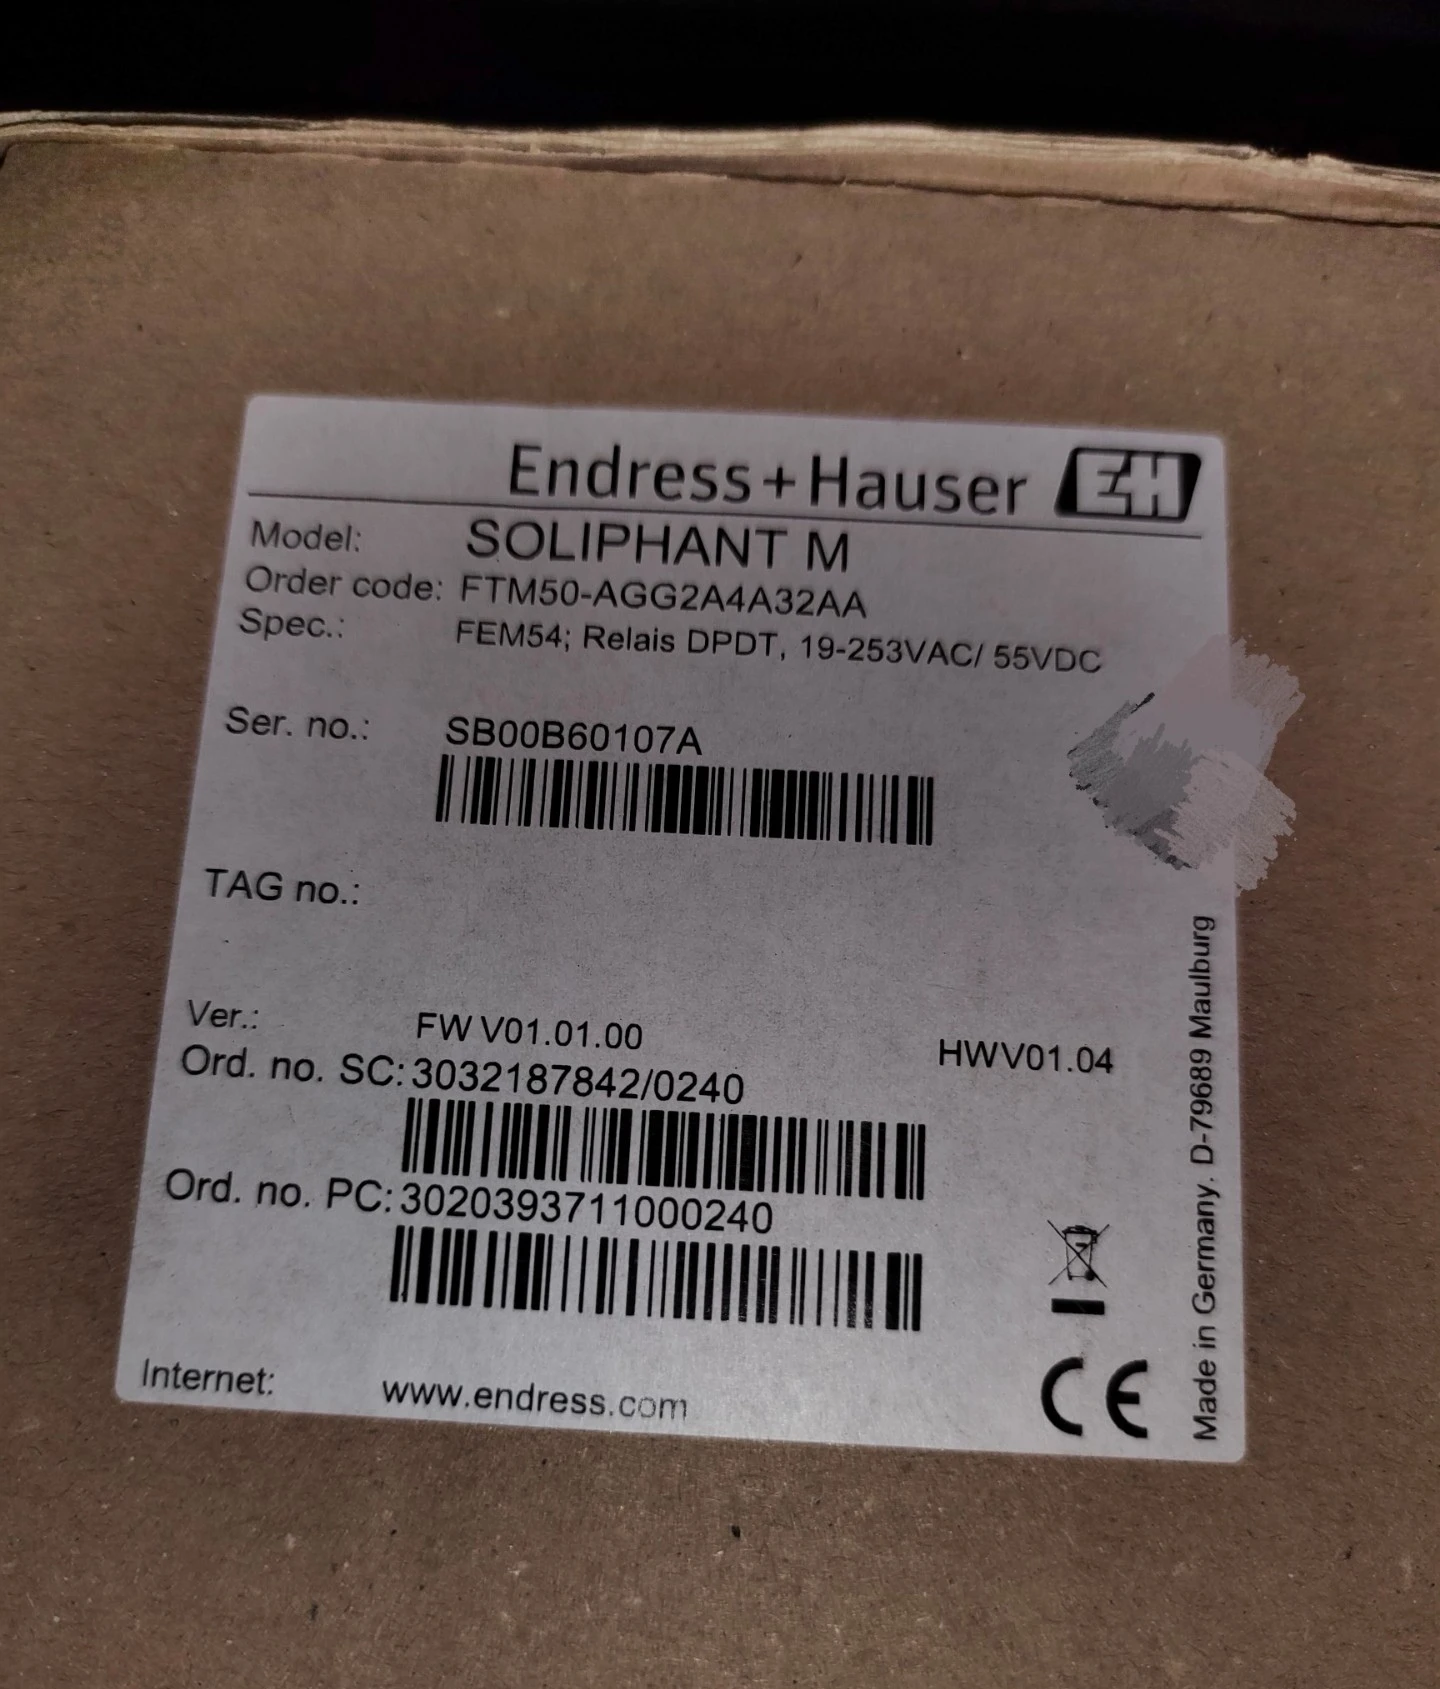 Endress+Hauser EH
Model: SOLIPHANT M
Order code: FTM50-AGG2A4A32AA
Spec.: FEM54; Relais DPDT, 19-253VAC/ 55VDC
Ser. no.: SB00B60107A
TAG no.:
Ver.: FW V01.01.00 HWV01.04
Ord. no. SC: 3032187842/0240
Ord. no. PC: 3020393711000240
Internet: www.endress.com
CE
Made in Germany. D-79689 Maulburg